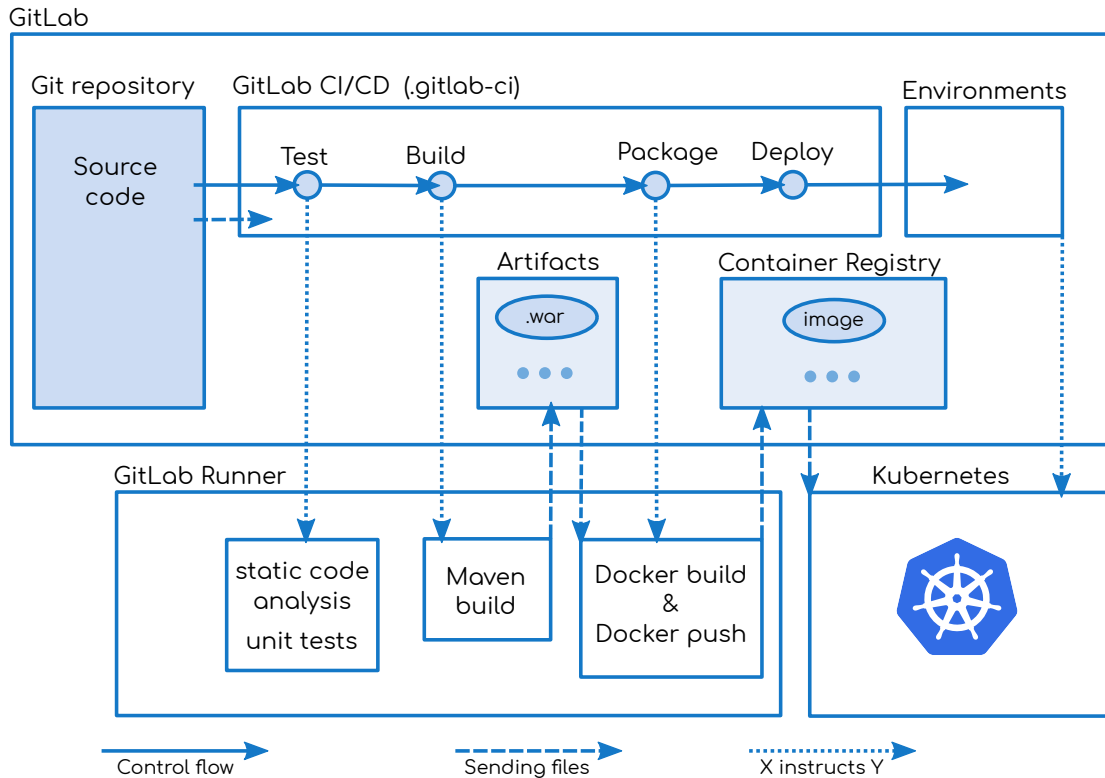 GitLab
Git repository
GitLab CI/CD (.gitlab-ci)
Environments
Source
code
Test
Build
Package
Deploy
Artifacts
Container Registry
.war
image
GitLab Runner
Kubernetes
static code
analysis
unit tests
Maven
build
Docker build
&
Docker push
Control flow
Sending files
X instructs Y